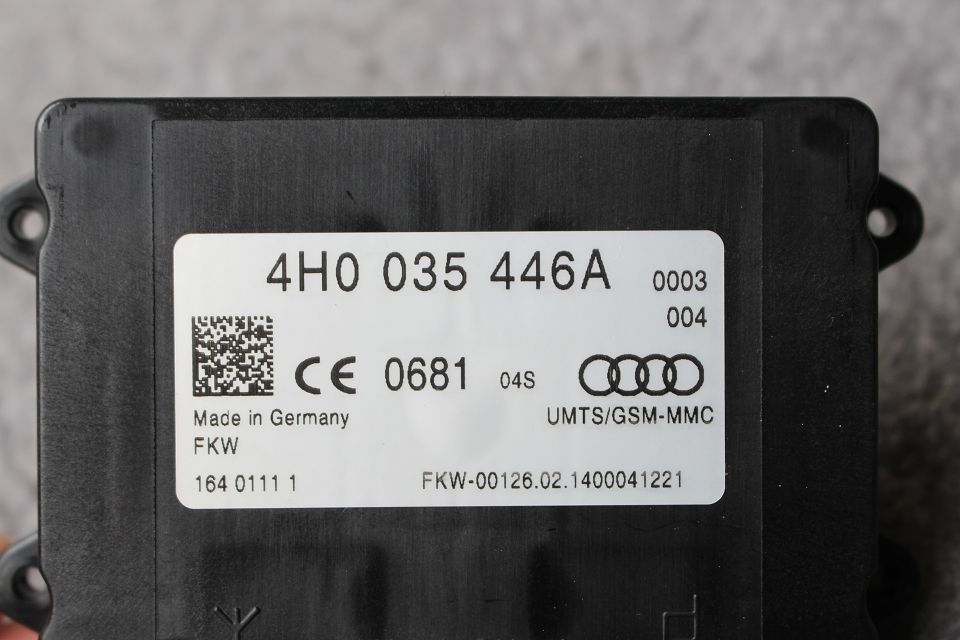 4H0 035 446A 0003
004
CE 0681 04S
Made in Germany UMTS/GSM-MMC
FKW
164 0111 1 FKW-00126.02.1400041221